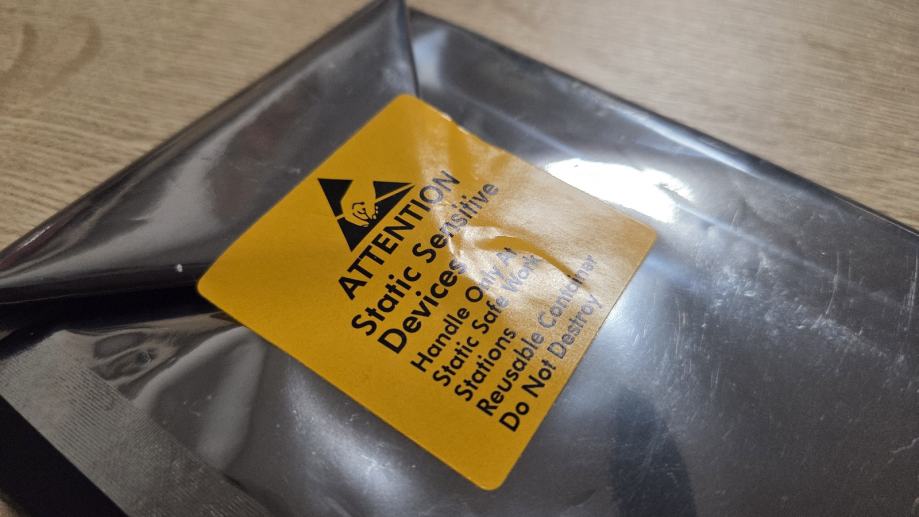 ATTENTION
Static Sensitive
Devices
Handle Only At
Static Safe Work
Stations
Reusable Container
Do Not Destroy